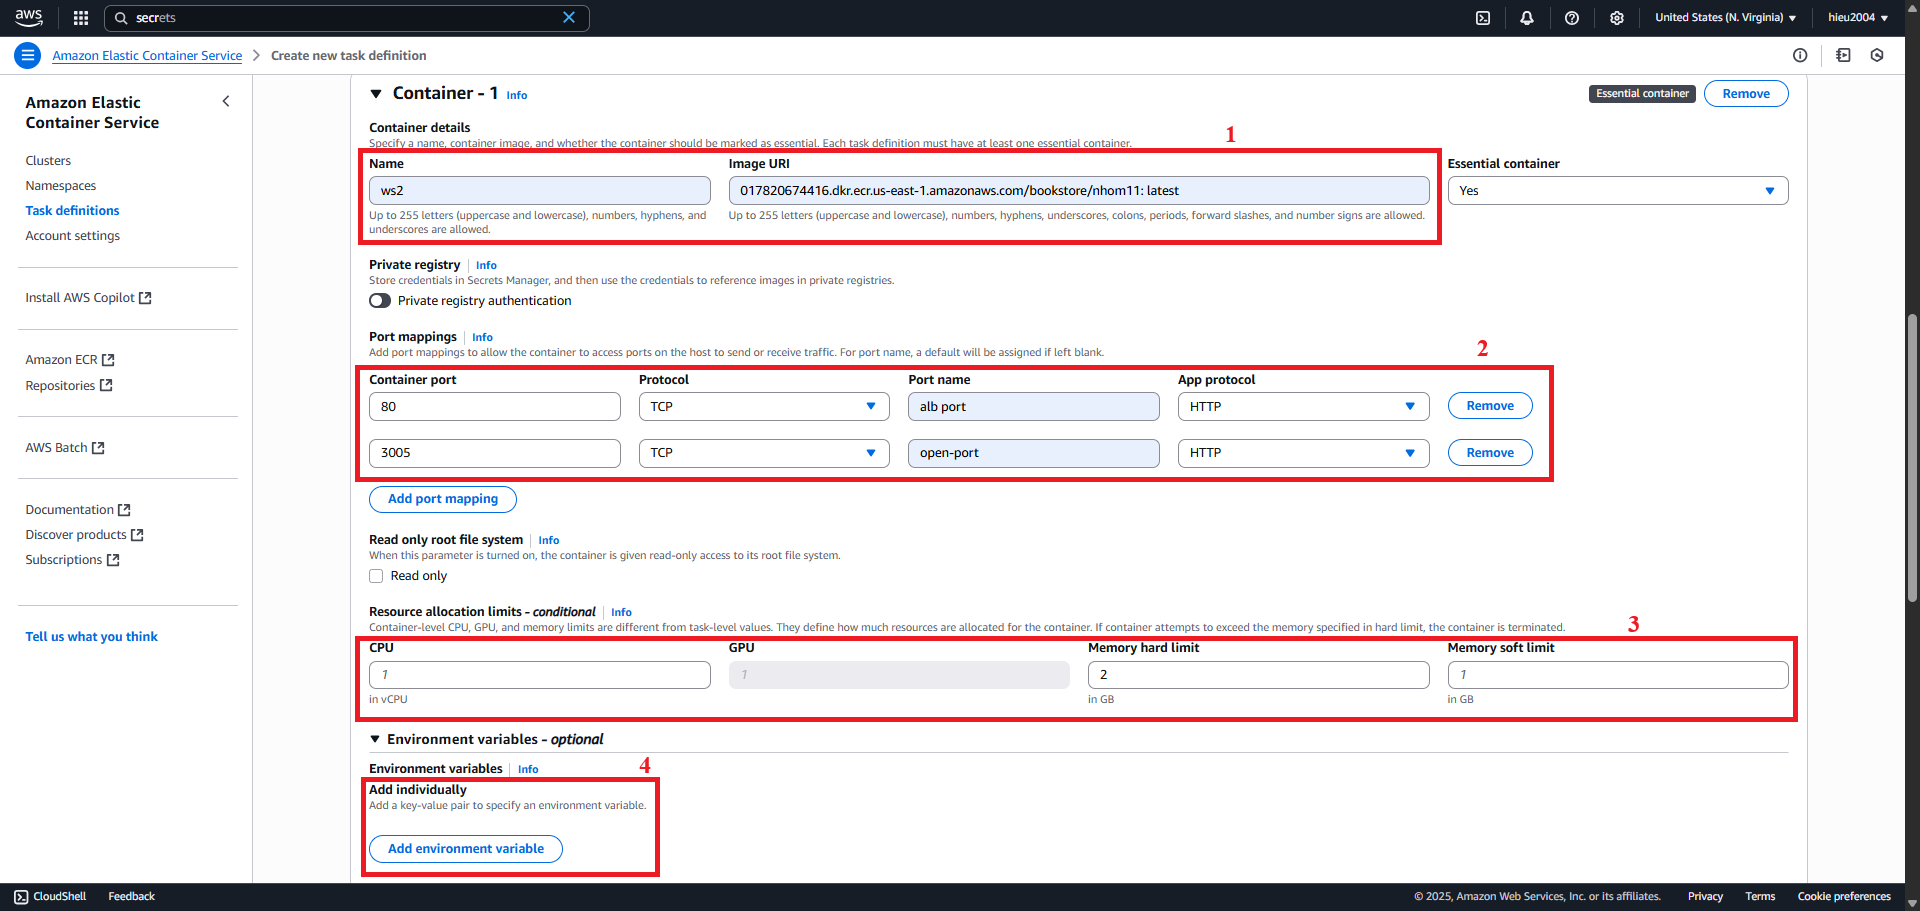 aws
secrets
United States (N. Virginia)
hieu2004
Amazon Elastic Container Service
Create new task definition
Amazon Elastic
Container Service
Clusters
Namespaces
Task definitions
Account settings
Install AWS Copilot
Amazon ECR
Repositories
AWS Batch
Documentation
Discover products
Subscriptions
Tell us what you think
Container - 1 Info
Essential container
Remove
Container details
1
Specify a name, container image, and whether the container should be marked as essential. Each task definition must have at least one essential container.
Name
Image URI
Essential container
ws2
017820674416.dkr.ecr.us-east-1.amazonaws.com/bookstore/nhom11: latest
Yes
Up to 255 letters (uppercase and lowercase), numbers, hyphens, and
underscores are allowed.
Up to 255 letters (uppercase and lowercase), numbers, hyphens, underscores, colons, periods, forward slashes, and number signs are allowed.
Private registry Info
Store credentials in Secrets Manager, and then use the credentials to reference images in private registries.
Private registry authentication
Port mappings Info
Add port mappings to allow the container to access ports on the host to send or receive traffic. For port name, a default will be assigned if left blank.
2
Container port
Protocol
Port name
App protocol
80
TCP
alb port
HTTP
Remove
3005
TCP
open-port
HTTP
Remove
Add port mapping
Read only root file system Info
When this parameter is turned on, the container is given read-only access to its root file system.
Read only
Resource allocation limits - conditional Info
Container-level CPU, GPU, and memory limits are different from task-level values. They define how much resources are allocated for the container. If container attempts to exceed the memory specified in hard limit, the container is terminated.
3
CPU
GPU
Memory hard limit
Memory soft limit
1
1
2
1
in vCPU
in GB
in GB
Environment variables - optional
Environment variables Info
4
Add individually
Add a key-value pair to specify an environment variable.
Add environment variable
CloudShell
Feedback
© 2025, Amazon Web Services, Inc. or its affiliates.
Privacy
Terms
Cookie preferences